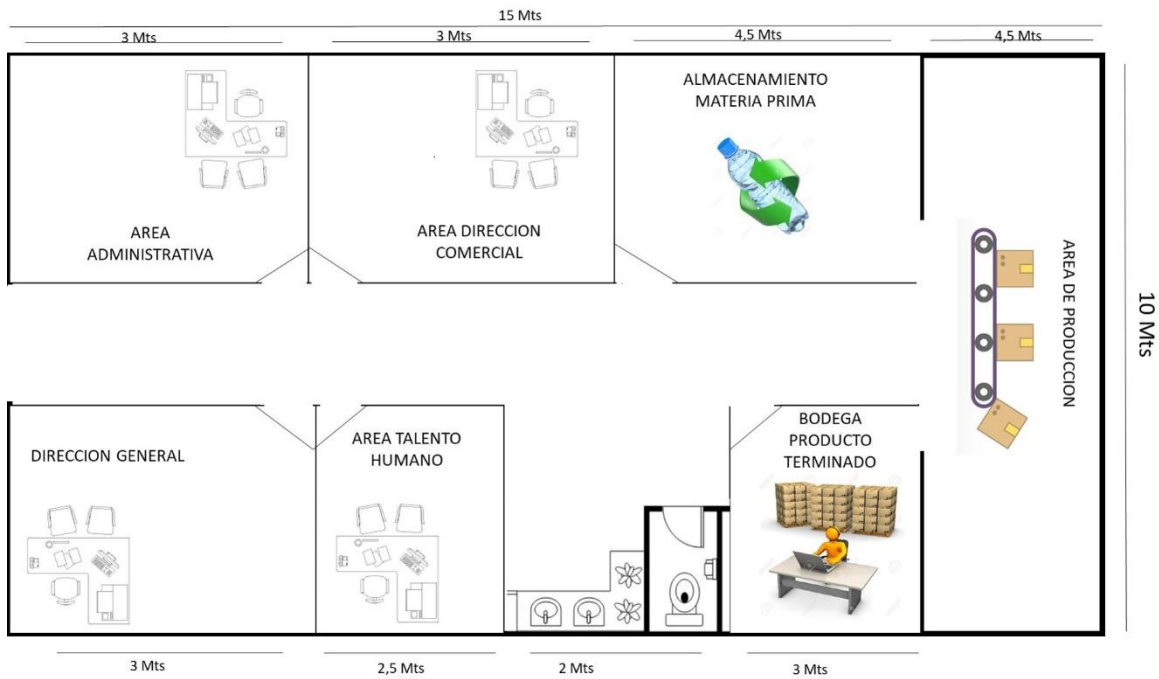 15 Mts
3 Mts
3 Mts
4,5 Mts
4,5 Mts
ALMACENAMIENTO
MATERIA PRIMA
AREA
ADMINISTRATIVA
AREA DIRECCION
COMERCIAL
AREA DE PRODUCCION
10 Mts
DIRECCION GENERAL
AREA TALENTO
HUMANO
BODEGA
PRODUCTO
TERMINADO
3 Mts
2,5 Mts
2 Mts
3 Mts